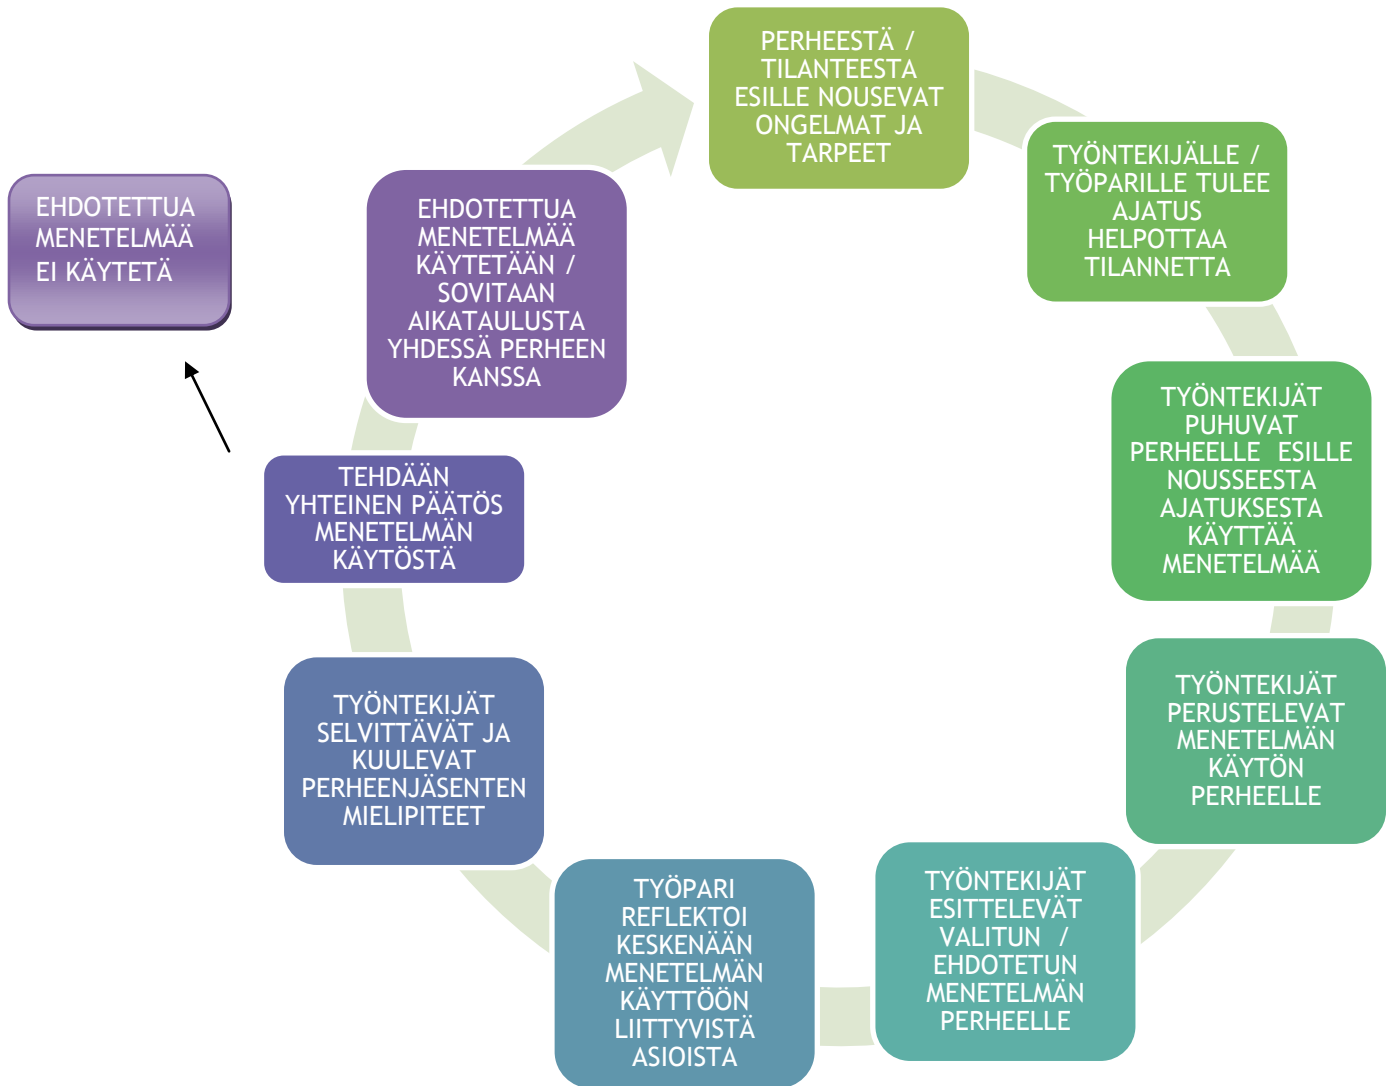 PERHEESTÄ /
TILANTEESTA
ESILLE NOUSEVAT
ONGELMAT JA
TARPEET
TYÖNTEKIJÄLLE /
TYÖPARILLE TULEE
AJATUS
HELPOTTAA
TILANNETTA
TYÖNTEKIJÄT
PUHUVAT
PERHEELLE ESILLE
NOUSSEESTA
AJATUKSESTA
KÄYTTÄÄ
MENETELMÄÄ
TYÖNTEKIJÄT
PERUSTELEVAT
MENETELMÄN
KÄYTÖN
PERHEELLE
TYÖNTEKIJÄT
ESITTELEVÄT
VALITUN /
EHDOTETUN
MENETELMÄN
PERHEELLE
TYÖPARI
REFLEKTOI
KESKENÄÄN
MENETELMÄN
KÄYTTÖÖN
LIITTYVISTÄ
ASIOISTA
TYÖNTEKIJÄT
SELVITTÄVÄT JA
KUULEVAT
PERHEENJÄSENTEN
MIELIPITEET
TEHDÄÄN
YHTEINEN PÄÄTÖS
MENETELMÄN
KÄYTÖSTÄ
EHDOTETTUA
MENETELMÄÄ
KÄYTETÄÄN /
SOVITAAN
AIKATAULUSTA
YHDESSÄ PERHEEN
KANSSA
EHDOTETTUA
MENETELMÄÄ
EI KÄYTETÄ